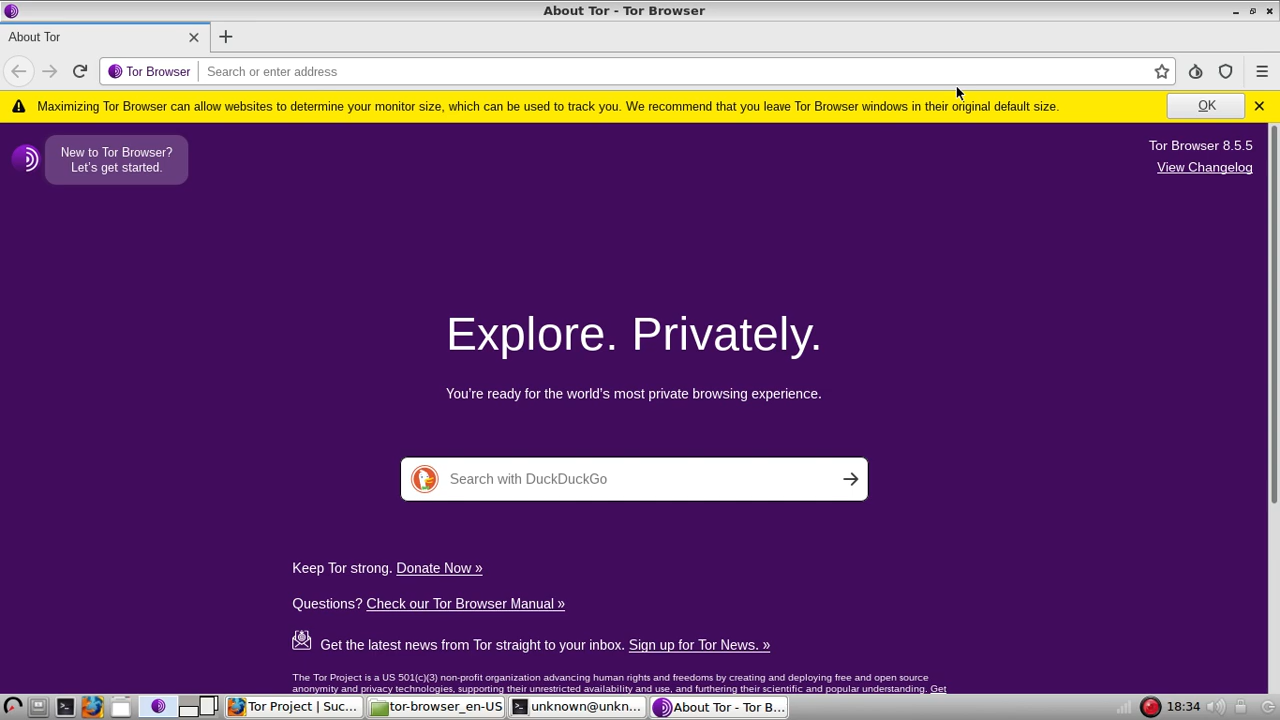 About Tor - Tor Browser
About Tor
Tor Browser
Search or enter address
Maximizing Tor Browser can allow websites to determine your monitor size, which can be used to track you. We recommend that you leave Tor Browser windows in their original default size.
OK
New to Tor Browser?
Let's get started.
Tor Browser 8.5.5
View Changelog
Explore. Privately.
You're ready for the world's most private browsing experience.
Search with DuckDuckGo
Keep Tor strong. Donate Now »
Questions? Check our Tor Browser Manual »
Get the latest news from Tor straight to your inbox. Sign up for Tor News. »
The Tor Project is a US 501(c)(3) non-profit organization advancing human rights and freedoms by creating and deploying free and open source
anonymity and privacy technologies, supporting their unrestricted availability and use, and furthering their scientific and popular understanding. Get
Tor Project | Suc...
tor-browser_en-US
unknown@unkn...
About Tor - Tor B...
18:34